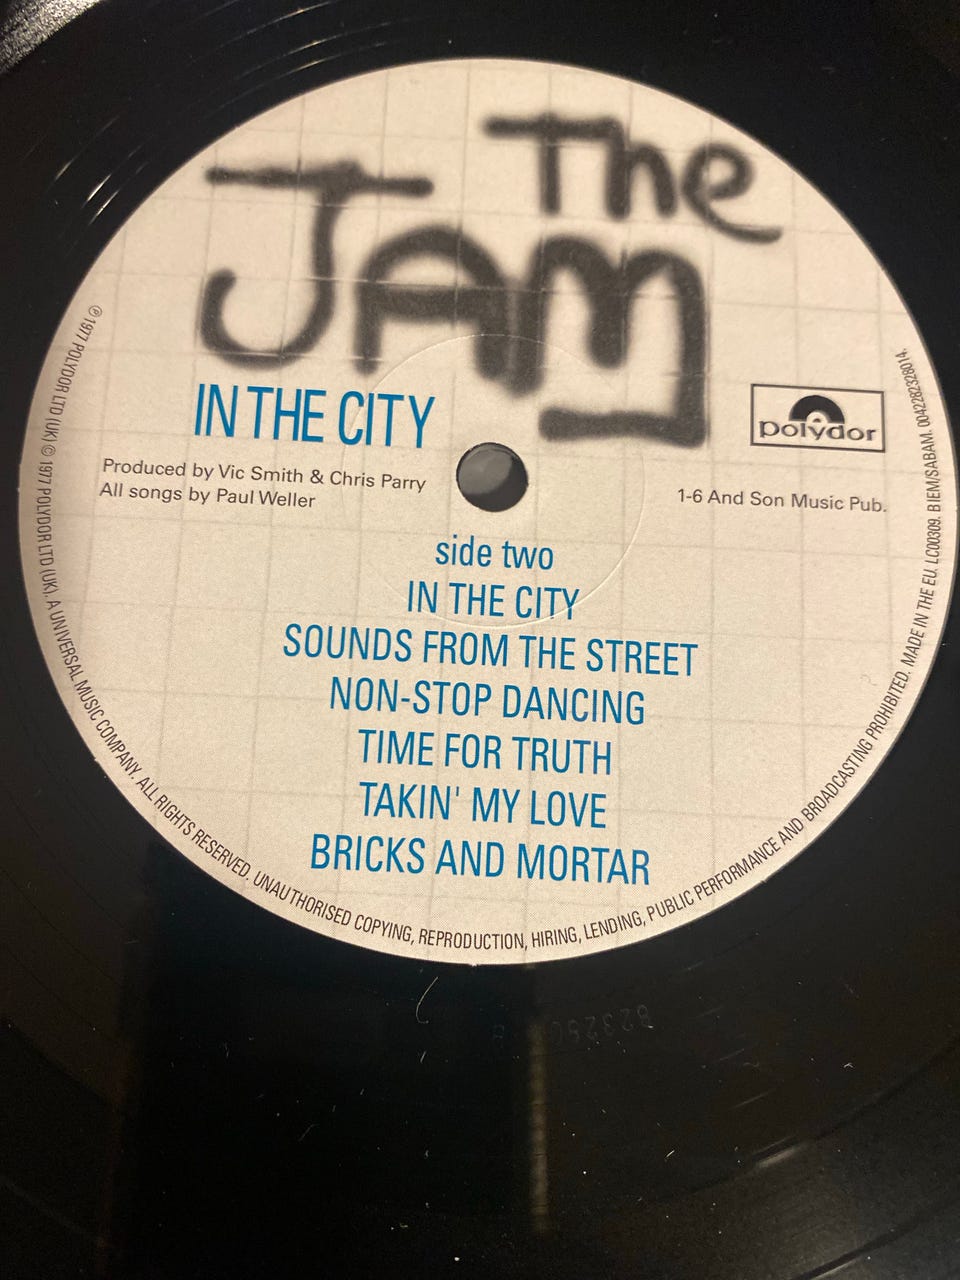 The
JAM
IN THE CITY
Produced by Vic Smith & Chris Parry
All songs by Paul Weller
polydor
1-6 And Son Music Pub.
side two
IN THE CITY
SOUNDS FROM THE STREET
NON-STOP DANCING
TIME FOR TRUTH
TAKIN' MY LOVE
BRICKS AND MORTAR
℗ 1977 POLYDOR LTD (UK) © 1977 POLYDOR LTD (UK). A UNIVERSAL MUSIC COMPANY. ALL RIGHTS RESERVED. UNAUTHORISED COPYING, REPRODUCTION, HIRING, LENDING, PUBLIC PERFORMANCE AND BROADCASTING PROHIBITED. MADE IN THE EU. LC00309. BIEM/SABAM. 0042282328014.